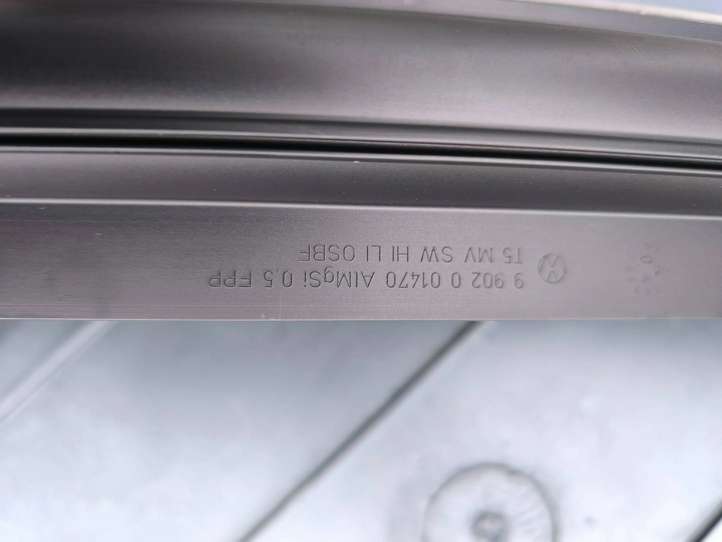 T5 MV SW HI LI OSBF
9 902 0 01470 AlMgSi 0,5 FPP